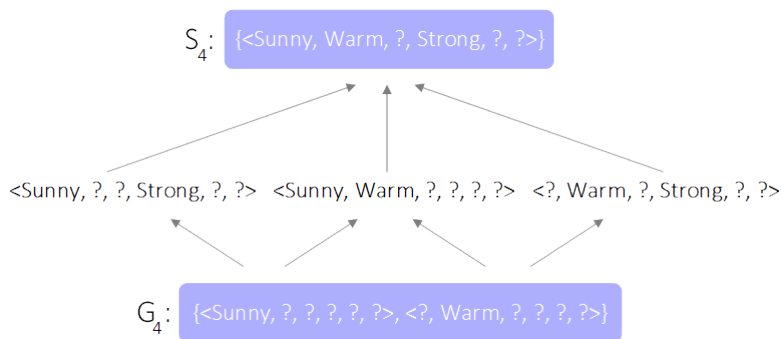 S4: {<Sunny, Warm, ?, Strong, ?, ?>}
<Sunny, ?, ?, Strong, ?, ?> <Sunny, Warm, ?, ?, ?, ?> <?, Warm, ?, Strong, ?, ?>
G4: {<Sunny, ?, ?, ?, ?, ?>, <?, Warm, ?, ?, ?, ?>}